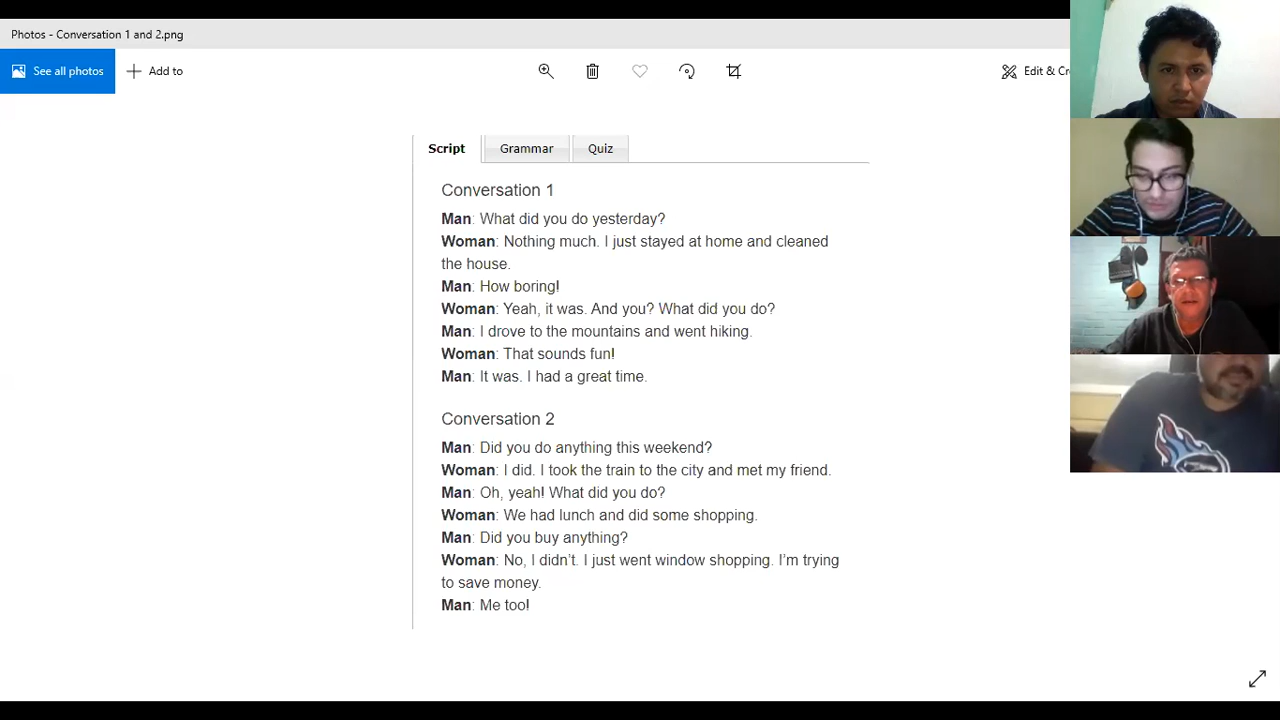 Photos - Conversation 1 and 2.png
See all photos
Add to
Edit & Cr
Script Grammar Quiz
Conversation 1
Man: What did you do yesterday?
Woman: Nothing much. I just stayed at home and cleaned
the house.
Man: How boring!
Woman: Yeah, it was. And you? What did you do?
Man: I drove to the mountains and went hiking.
Woman: That sounds fun!
Man: It was. I had a great time.
Conversation 2
Man: Did you do anything this weekend?
Woman: I did. I took the train to the city and met my friend.
Man: Oh, yeah! What did you do?
Woman: We had lunch and did some shopping.
Man: Did you buy anything?
Woman: No, I didn't. I just went window shopping. I'm trying
to save money.
Man: Me too!